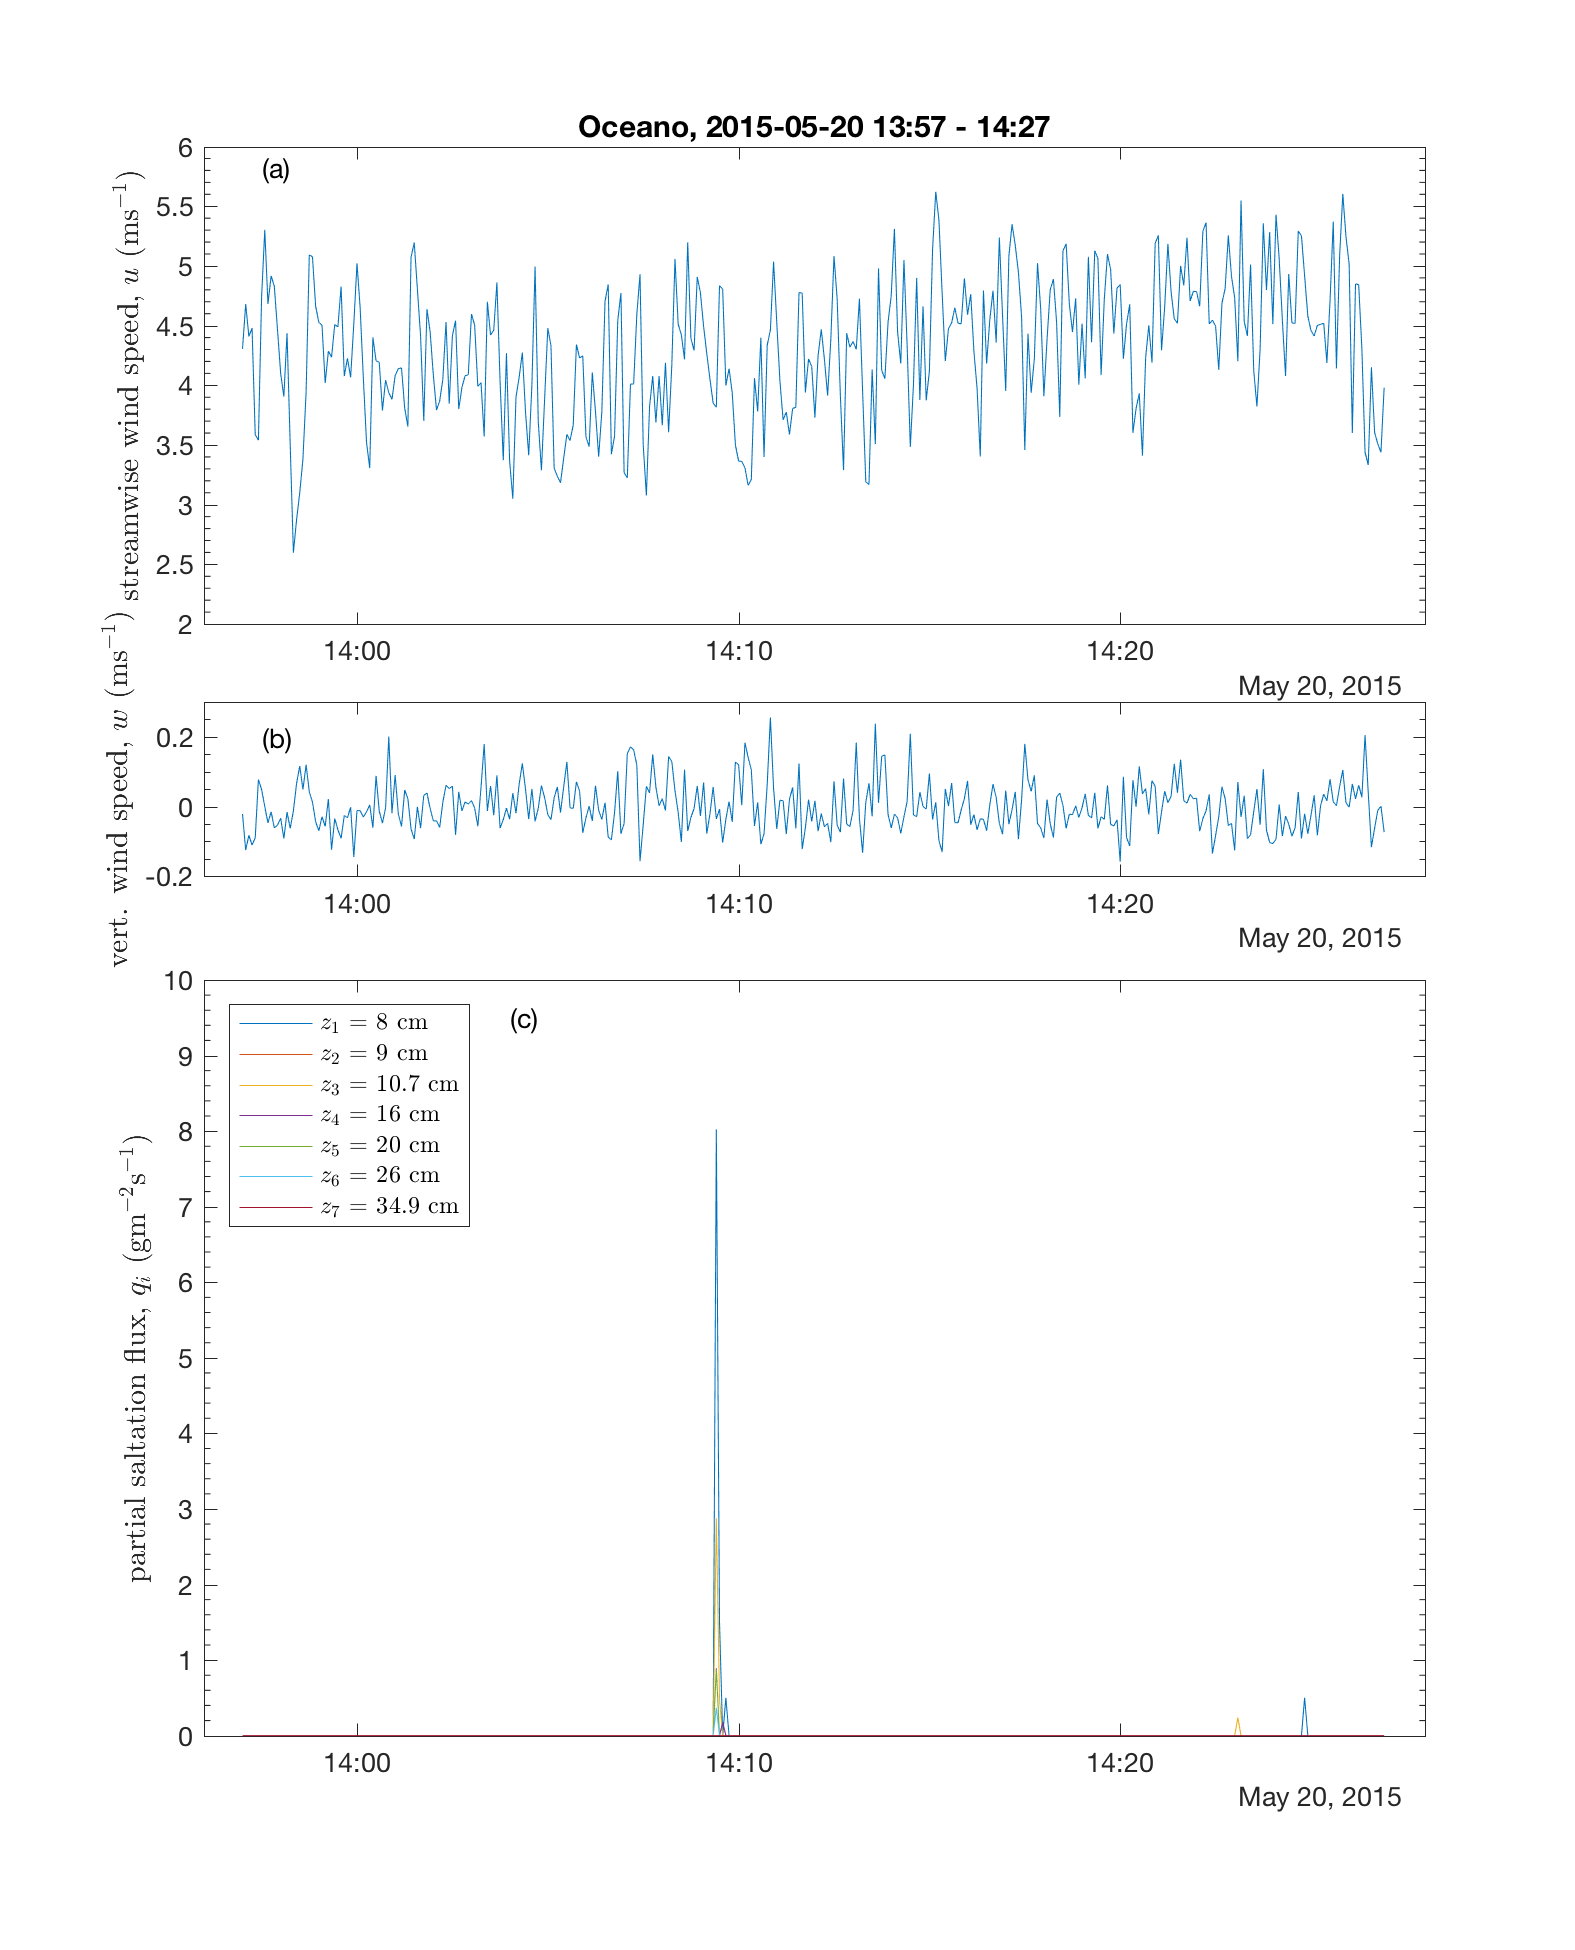 Oceano, 2015-05-20 13:57 - 14:27
(a)
streamwise wind speed, u (ms⁻¹)
6
5.5
5
4.5
4
3.5
3
2.5
2
14:00 14:10 14:20
May 20, 2015
(b)
vert. wind speed, w (ms⁻¹)
0.2
0
-0.2
14:00 14:10 14:20
May 20, 2015
(c)
partial saltation flux, qᵢ (gm⁻²s⁻¹)
10
9
8
7
6
5
4
3
2
1
0
z₁ = 8 cm
z₂ = 9 cm
z₃ = 10.7 cm
z₄ = 16 cm
z₅ = 20 cm
z₆ = 26 cm
z₇ = 34.9 cm
14:00 14:10 14:20
May 20, 2015